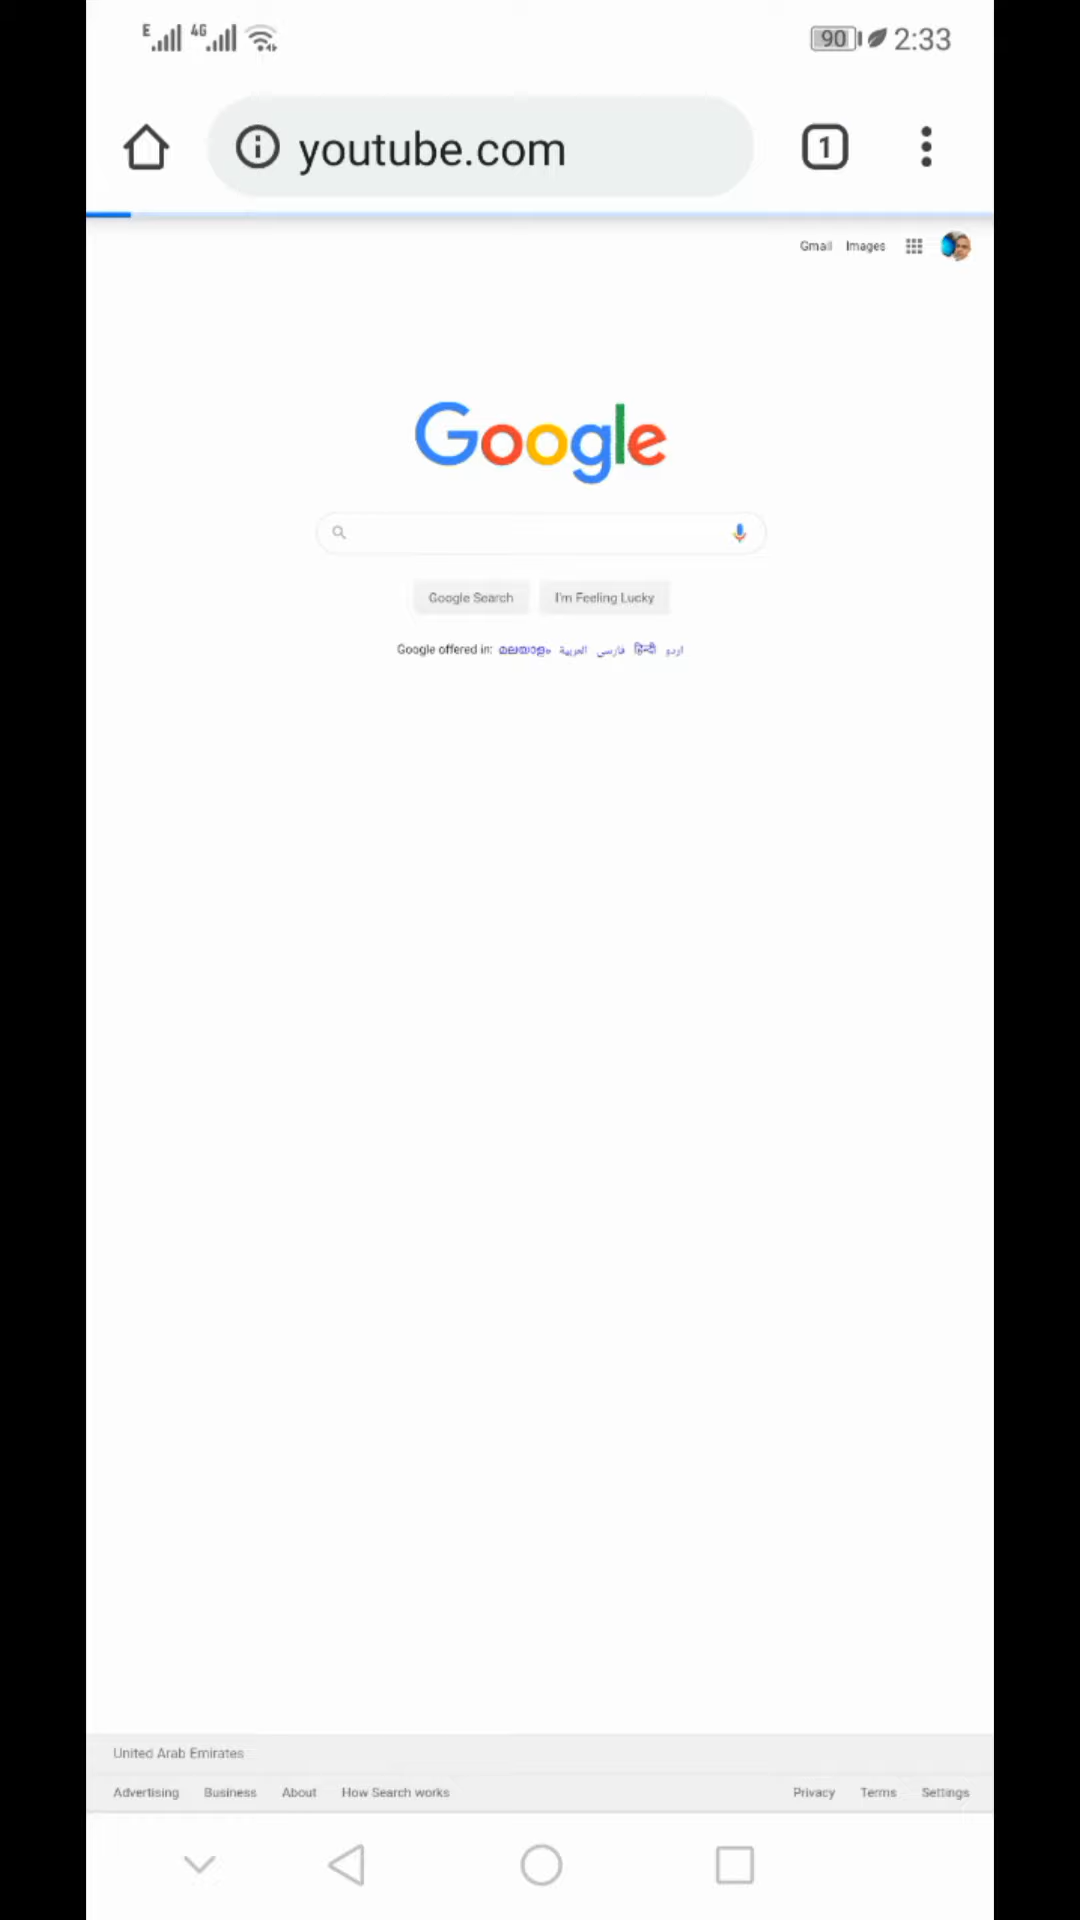 E 4G 90 2:33
youtube.com 1
Gmail Images
Google
Google Search I'm Feeling Lucky
Google offered in: മലയാളം العربية فارسی हिन्दी اردو
United Arab Emirates
Advertising Business About How Search works Privacy Terms Settings